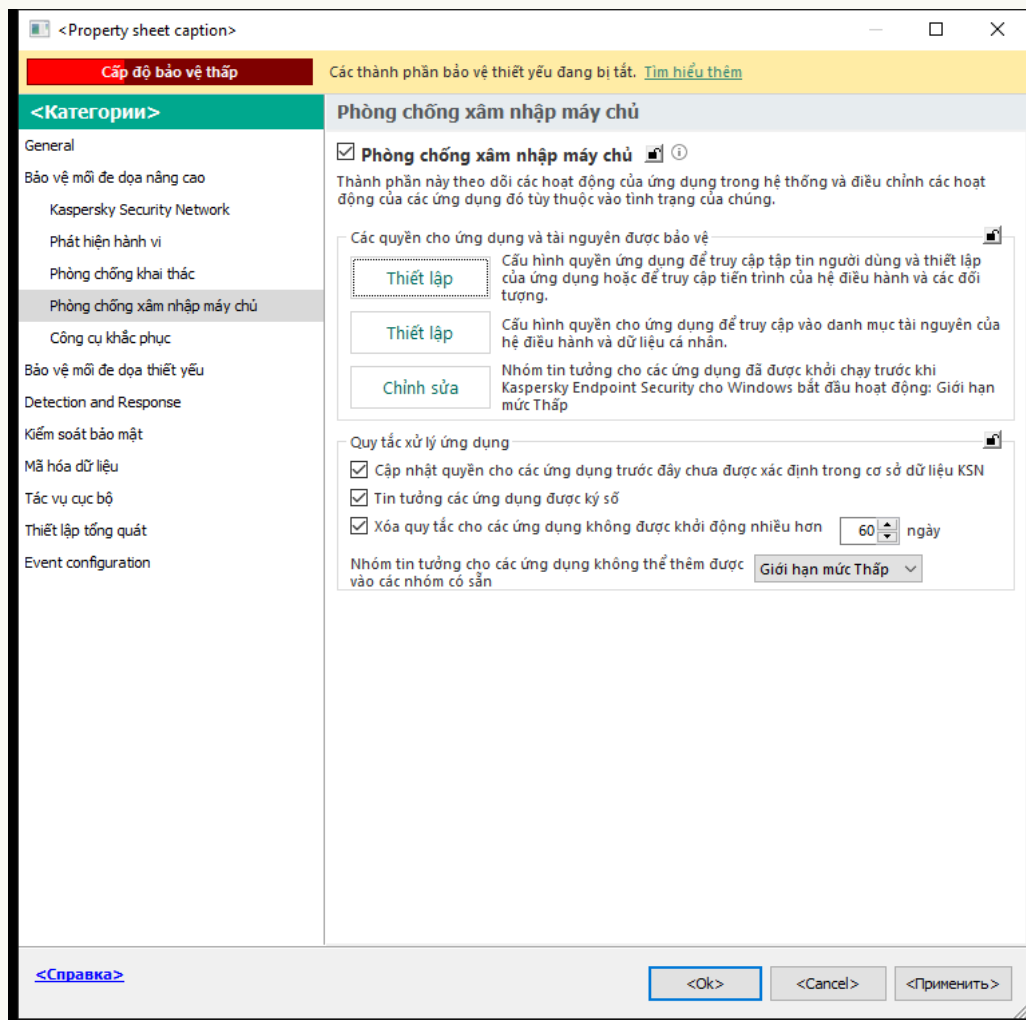 <Property sheet caption>
Cấp độ bảo vệ thấp
Các thành phần bảo vệ thiết yếu đang bị tắt. Tìm hiểu thêm
<Категории>
General
Bảo vệ mối đe dọa nâng cao
Kaspersky Security Network
Phát hiện hành vi
Phòng chống khai thác
Phòng chống xâm nhập máy chủ
Công cụ khắc phục
Bảo vệ mối đe dọa thiết yếu
Detection and Response
Kiểm soát bảo mật
Mã hóa dữ liệu
Tác vụ cục bộ
Thiết lập tổng quát
Event configuration
Phòng chống xâm nhập máy chủ
Phòng chống xâm nhập máy chủ
Thành phần này theo dõi các hoạt động của ứng dụng trong hệ thống và điều chỉnh các hoạt
động của các ứng dụng đó tùy thuộc vào tình trạng của chúng.
Các quyền cho ứng dụng và tài nguyên được bảo vệ
Thiết lập
Cấu hình quyền ứng dụng để truy cập tập tin người dùng và thiết lập
của ứng dụng hoặc để truy cập tiến trình của hệ điều hành và các đối
tượng.
Thiết lập
Cấu hình quyền cho ứng dụng để truy cập vào danh mục tài nguyên của
hệ điều hành và dữ liệu cá nhân.
Chỉnh sửa
Nhóm tin tưởng cho các ứng dụng đã được khởi chạy trước khi
Kaspersky Endpoint Security cho Windows bắt đầu hoạt động: Giới hạn
mức Thấp
Quy tắc xử lý ứng dụng
Cập nhật quyền cho các ứng dụng trước đây chưa được xác định trong cơ sở dữ liệu KSN
Tin tưởng các ứng dụng được ký số
Xóa quy tắc cho các ứng dụng không được khởi động nhiều hơn 60 ngày
Nhóm tin tưởng cho các ứng dụng không thể thêm được
vào các nhóm có sẵn
Giới hạn mức Thấp
<Справка>
<Ok>
<Cancel>
<Применить>